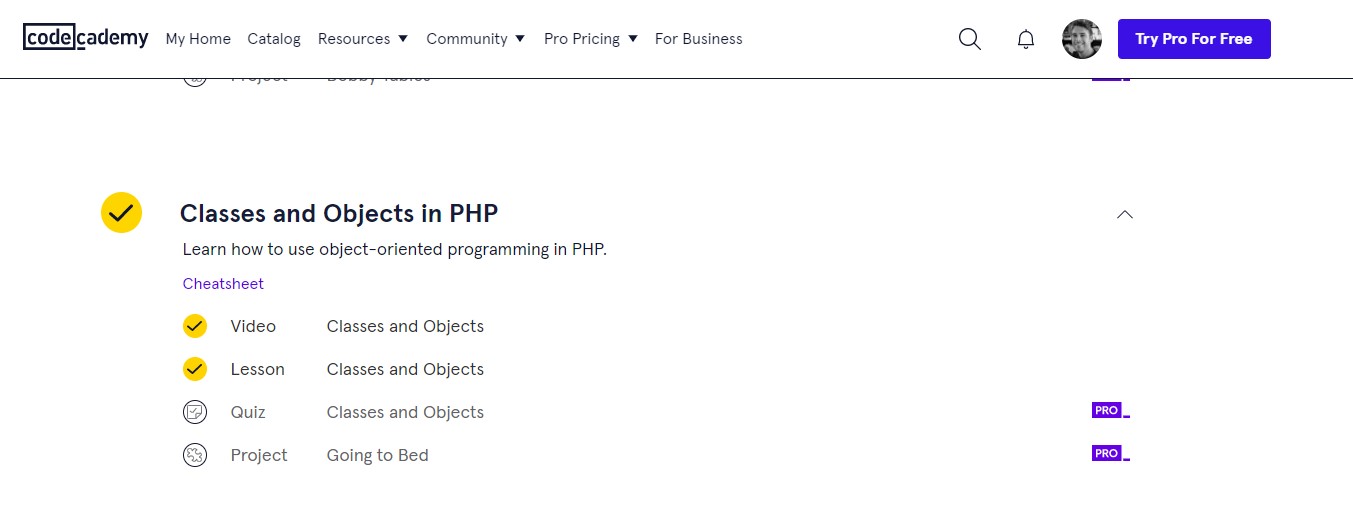 codecademy My Home Catalog Resources Community Pro Pricing For Business Try Pro For Free
Project Bobby Tables
Classes and Objects in PHP
Learn how to use object-oriented programming in PHP.
Cheatsheet
Video Classes and Objects
Lesson Classes and Objects
Quiz Classes and Objects PRO
Project Going to Bed PRO